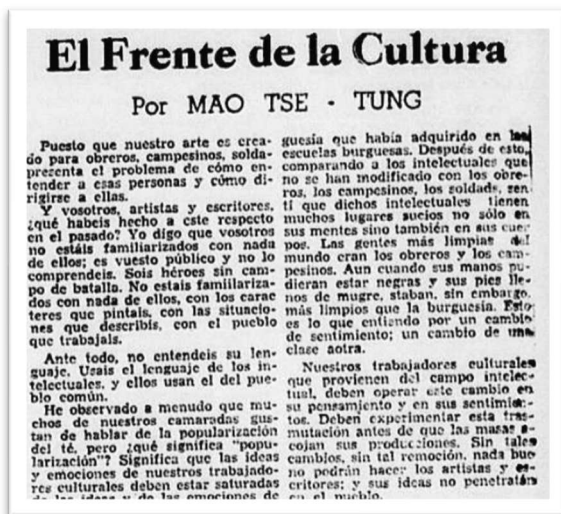 El Frente de la Cultura
Por MAO TSE - TUNG
Puesto que nuestro arte es crea-
do para obreros, campesinos, solda-
presenta el problema de cómo en-
tender a esas personas y cómo di-
rigirse a ellas.
Y vosotros, artistas y escritores,
¿qué habeis hecho a este respecto
en el pasado? Yo digo que vosotros
no estáis familiarizados con nada
de ellos; es vuesto público y no lo
comprendeis. Sois héroes sin cam-
po de batalla. No estais familiariza-
dos con nada de ellos, con los carac
teres que pintais, con las situacio-
nes que describís, con el pueblo
que trabajais.
Ante todo, no entendeis su len-
guaje. Usais el lenguaje de los in-
telectuales, y ellos usan el del pue-
blo común.
He observado a menudo que mu-
chos de nuestros camaradas gus-
tan de hablar de la popularización
del té, pero ¿qué significa "popu-
larización"? Significa que las ideas
y emociones de nuestros trabajado-
res culturales deben estar saturadas
de las ideas y de las emociones de
guesía que había adquirido en las
escuelas burguesas. Después de esto,
comparando a los intelectuales que
no se han modificado con los obre-
ros, los campesinos, los soldads, sen
tí que dichos intelectuales tienen
muchos lugares sucios no sólo en
sus mentes sino también en sus cuer
pos. Las gentes más limpias del
mundo eran los obreros y los cam-
pesinos. Aun cuando sus manos pu-
dieran estar negras y sus pies lle-
nos de mugre, staban, sin embargo,
más limpios que la burguesía. Esto
es lo que entiendo por un cambio
de sentimiento; un cambio de una
clase aotra.
Nuestros trabajadores culturales
que provienen del campo intelec-
tual, deben operar este cambio en
su pensamiento y en sus sentimien-
tos. Deben experimentar esta tras-
mutación antes de que las masas a-
cojan sus producciones. Sin tales
cambios, sin tal remoción, nada bue
no podrán hacer los artistas y es-
critores; y sus ideas no penetratán
en el pueblo.